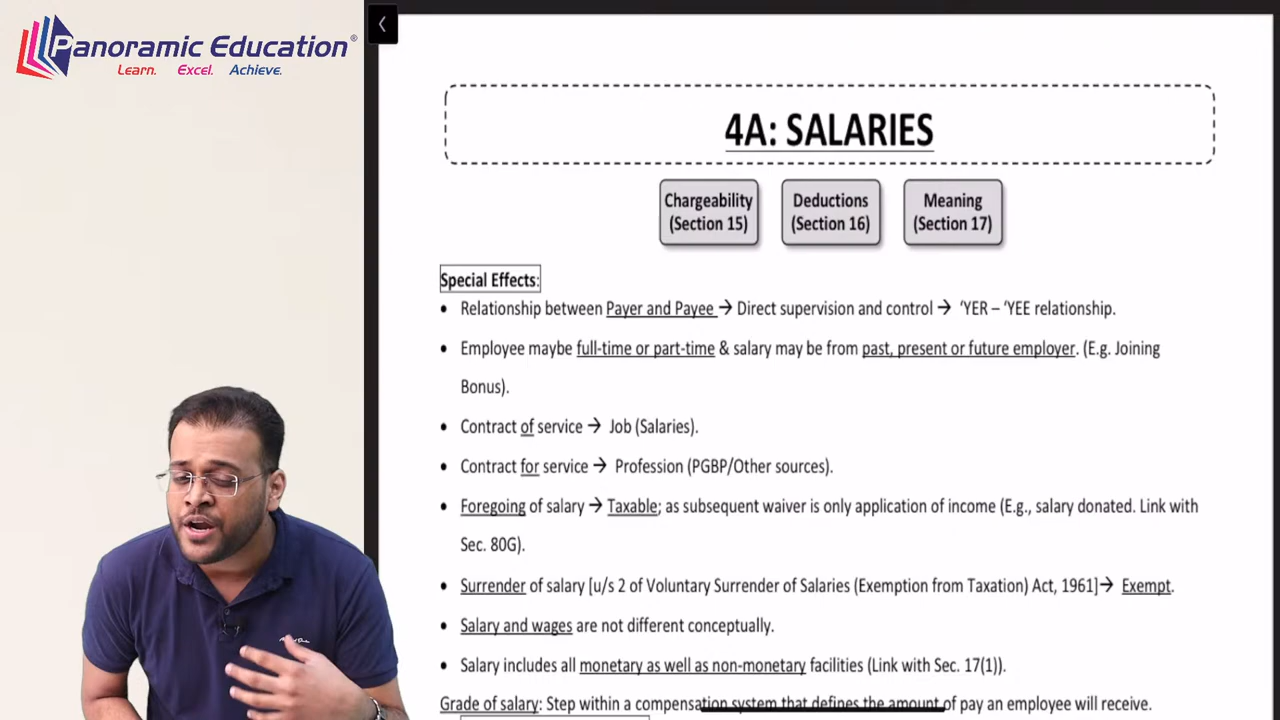 Panoramic Education®
Learn. Excel. Achieve.
4A: SALARIES
Chargeability
(Section 15)
Deductions
(Section 16)
Meaning
(Section 17)
Special Effects:
• Relationship between Payer and Payee → Direct supervision and control → ‘YER – ‘YEE relationship.
• Employee maybe full-time or part-time & salary may be from past, present or future employer. (E.g. Joining
Bonus).
• Contract of service → Job (Salaries).
• Contract for service → Profession (PGBP/Other sources).
• Foregoing of salary → Taxable; as subsequent waiver is only application of income (E.g., salary donated. Link with
Sec. 80G).
• Surrender of salary [u/s 2 of Voluntary Surrender of Salaries (Exemption from Taxation) Act, 1961]→ Exempt.
• Salary and wages are not different conceptually.
• Salary includes all monetary as well as non-monetary facilities (Link with Sec. 17(1)).
Grade of salary: Step within a compensation system that defines the amount of pay an employee will receive.